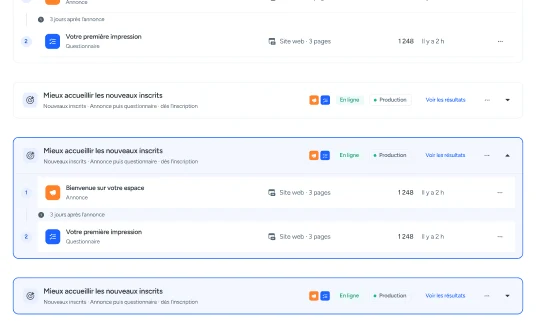 Annonce
3 jours après l'annonce
2 Votre première impression Site web · 3 pages 1 248 Il y a 2 h
Questionnaire
Mieux accueillir les nouveaux inscrits En ligne Production Voir les résultats
Nouveaux inscrits · Annonce puis questionnaire · dès l'inscription
Mieux accueillir les nouveaux inscrits En ligne Production Voir les résultats
Nouveaux inscrits · Annonce puis questionnaire · dès l'inscription
1 Bienvenue sur votre espace Site web · 3 pages 1 248 Il y a 2 h
Annonce
3 jours après l'annonce
2 Votre première impression Site web · 3 pages 1 248 Il y a 2 h
Questionnaire
Mieux accueillir les nouveaux inscrits En ligne Production Voir les résultats
Nouveaux inscrits · Annonce puis questionnaire · dès l'inscription